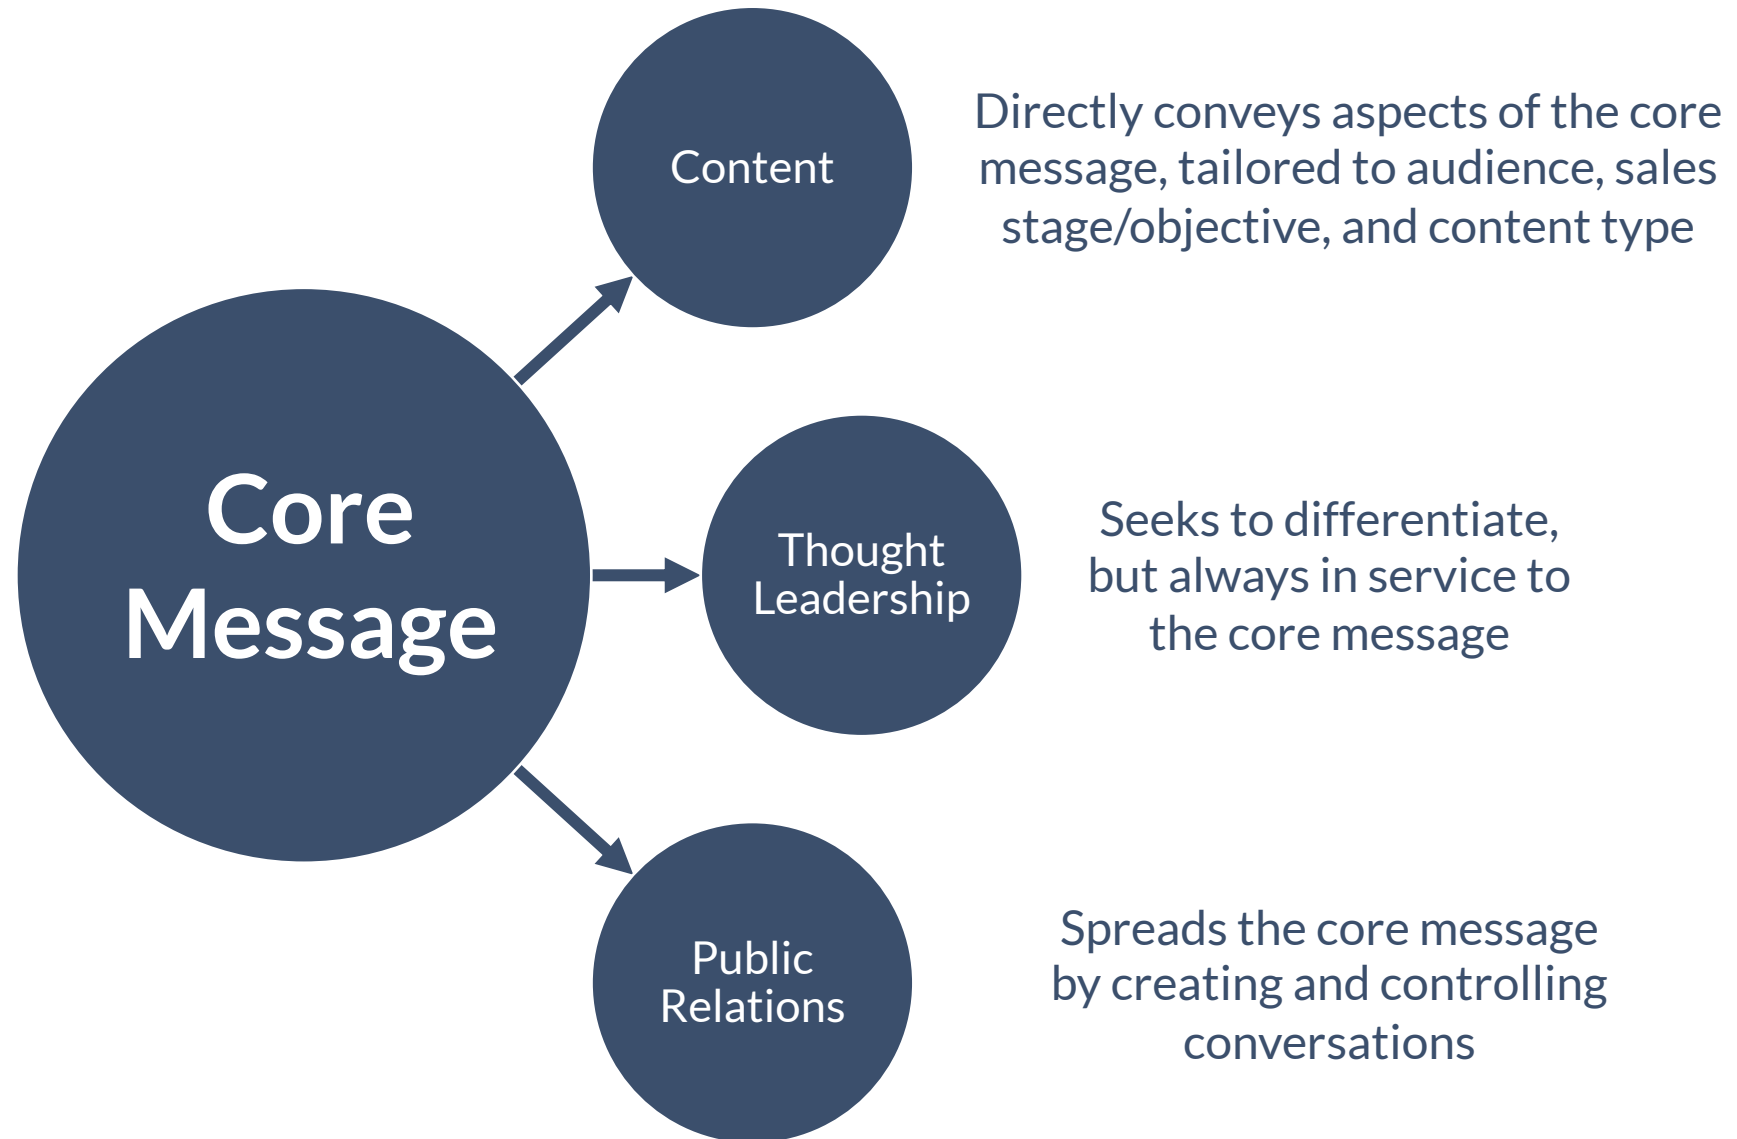 Core
Message
Content
Directly conveys aspects of the core
message, tailored to audience, sales
stage/objective, and content type
Thought
Leadership
Seeks to differentiate,
but always in service to
the core message
Public
Relations
Spreads the core message
by creating and controlling
conversations